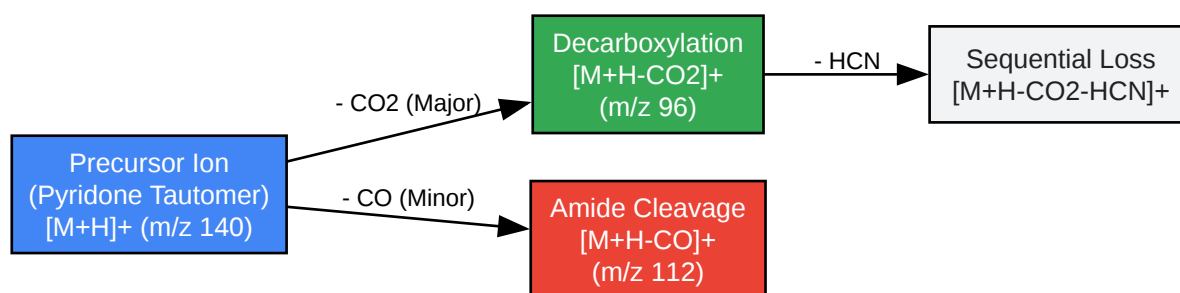 Precursor Ion
(Pyridone Tautomer)
[M+H]+ (m/z 140)
- CO2 (Major)
Decarboxylation
[M+H-CO2]+
(m/z 96)
- HCN
Sequential Loss
[M+H-CO2-HCN]+
- CO (Minor)
Amide Cleavage
[M+H-CO]+
(m/z 112)